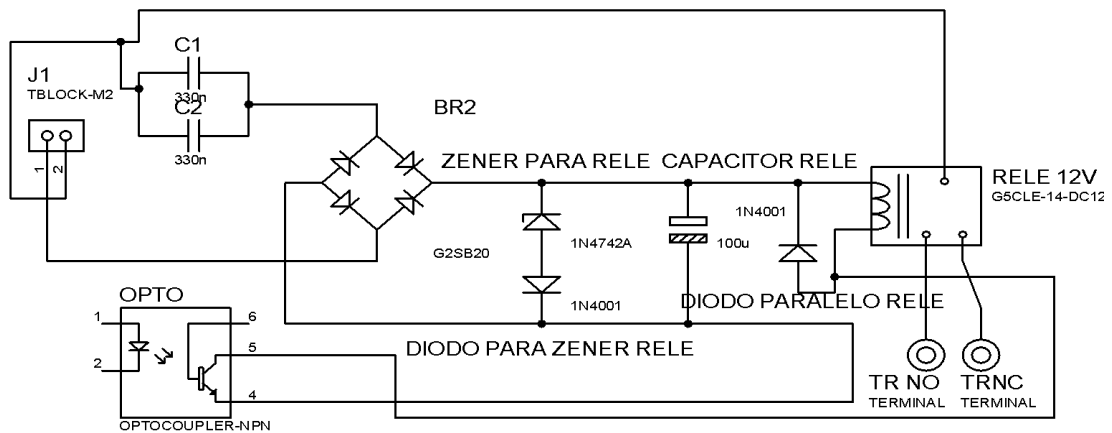 C1
J1
TBLOCK-M2
330n
C2
BR2
330n
1
2
ZENER PARA RELE
CAPACITOR RELE
RELE 12V
G5CLE-14-DC12
1N4001
1N4742A
100u
G2SB20
OPTO
1N4001
DIODO PARALELO RELE
1
6
DIODO PARA ZENER RELE
5
2
4
TR NO
TRNC
TERMINAL
TERMINAL
OPTOCOUPLER-NPN